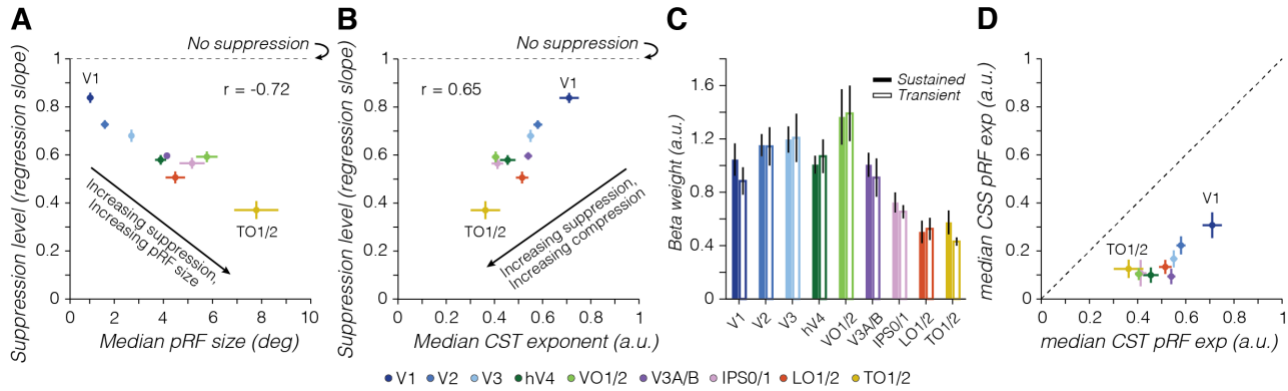 A
Suppression level (regression slope)
No suppression
V1
r = -0.72
Increasing suppression,
Increasing pRF size
TO1/2
1
0.8
0.6
0.4
0.2
0
0 2 4 6 8 10
Median pRF size (deg)
B
Suppression level (regression slope)
No suppression
r = 0.65
V1
Increasing suppression,
Increasing compression
TO1/2
1
0.8
0.6
0.4
0.2
0
0 0.2 0.4 0.6 0.8 1
Median CST exponent (a.u.)
C
Beta weight (a.u.)
Sustained
Transient
1.6
1.2
0.8
0.4
0
V1 V2 V3 hV4 VO1/2 V3A/B IPS0/1 LO1/2 TO1/2
D
median CSS pRF exp (a.u.)
V1
TO1/2
1
0.8
0.6
0.4
0.2
0
0 0.2 0.4 0.6 0.8 1
median CST pRF exp (a.u.)
V1 V2 V3 hV4 VO1/2 V3A/B IPS0/1 LO1/2 TO1/2